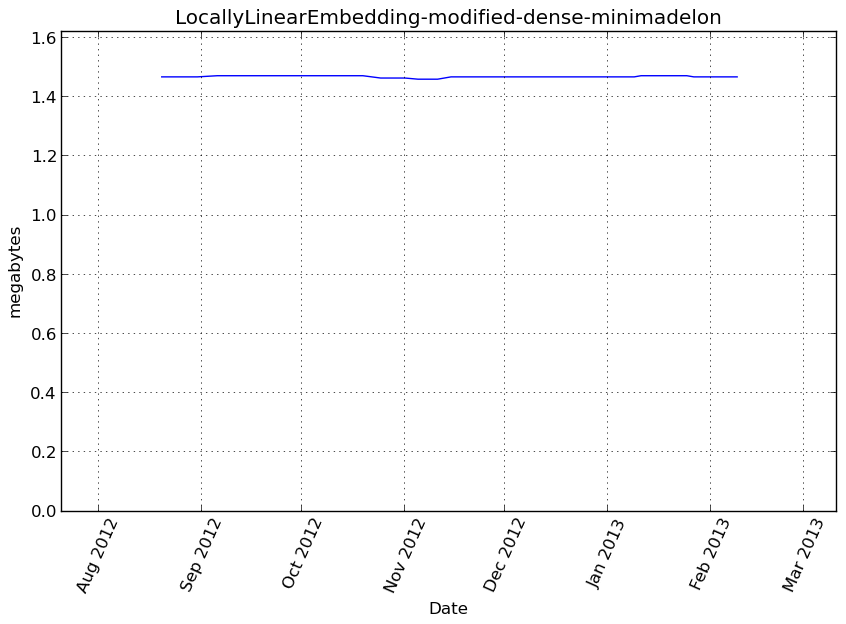 LocallyLinearEmbedding-modified-dense-minimadelon
1.6
1.4
1.2
1.0
0.8
0.6
0.4
0.2
0.0
megabytes
Aug 2012
Sep 2012
Oct 2012
Nov 2012
Dec 2012
Jan 2013
Feb 2013
Mar 2013
Date